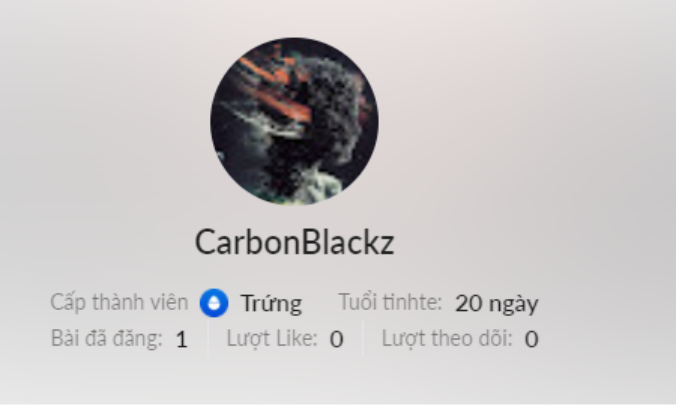 CarbonBlackz
Cấp thành viên Trứng Tuổi tinhte: 20 ngày
Bài đã đăng: 1 Lượt Like: 0 Lượt theo dõi: 0